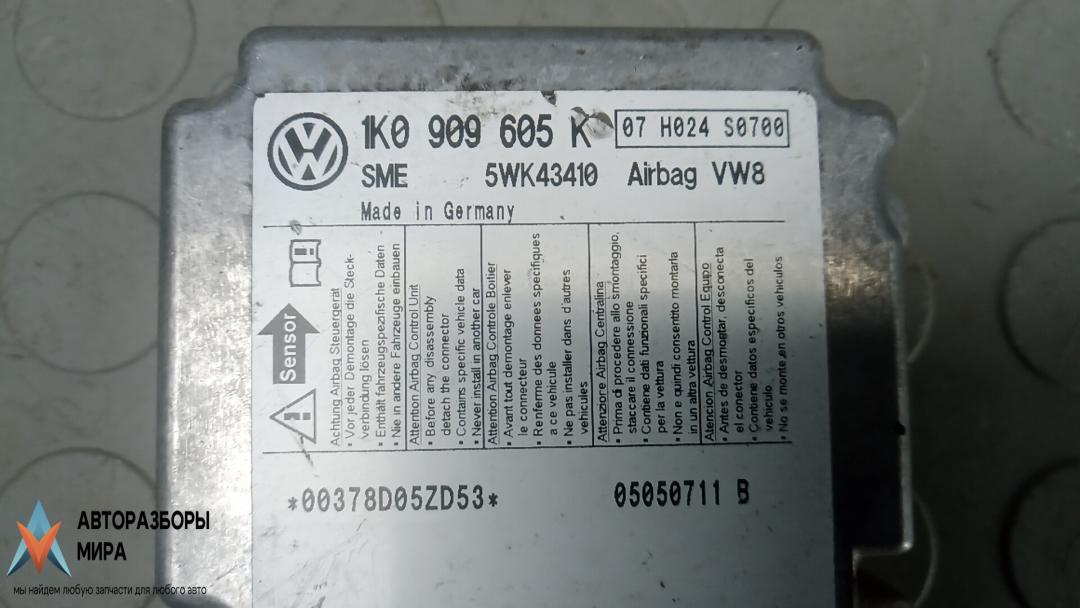 1K0 909 605 K
07 H024 S0700
SME 5WK43410 Airbag VW8
Made in Germany
Sensor
Achtung Airbag Steuergerät
• Vor jeder Demontage die Steck-
verbindung lösen
• Enthält fahrzeugspezifische Daten
• Nie in andere Fahrzeuge einbauen
Attention Airbag Control Unit
• Before any disassembly
detach the connector
• Contains specific vehicle data
• Never install in another car
Attention Airbag Controle Boitier
• Avant tout demontage enlever
le connecteur
• Renferme des donnees specifiques
a ce vehicule
• Ne pas installer dans d'autres
vehicules
Attenzione Airbag Centralina
• Prima di procedere allo smontaggio,
staccare il connessione
• Contiene dati funzionali specifici
per la vettura
• Non e quindi consentito montarla
in un altra vettura
Atencion Airbag Control Equipo
• Antes de desmogtar, desconecta
el conector
• Contiene datos especificos del
vehiculo
• No se monte en otros vehiculos
*00378D05ZD53*
05050711 B
АВТОРАЗБОРЫ
МИРА
мы найдем любую запчасти для любого авто